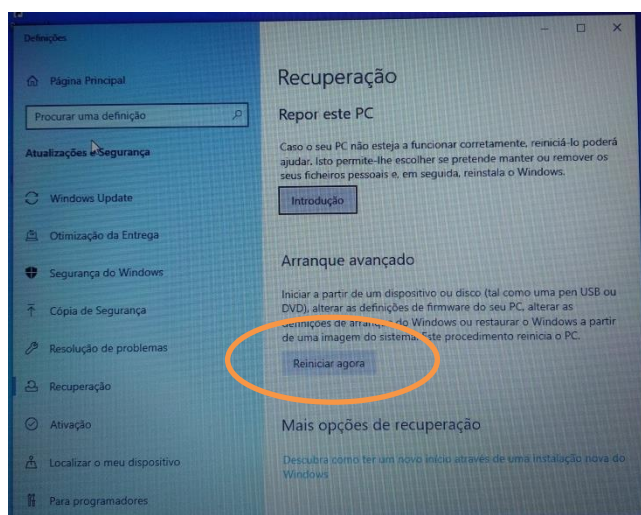 Definições
Página Principal
Procurar uma definição
Atualizações e Segurança
Windows Update
Otimização da Entrega
Segurança do Windows
Cópia de Segurança
Resolução de problemas
Recuperação
Ativação
Localizar o meu dispositivo
Para programadores
Recuperação
Repor este PC
Caso o seu PC não esteja a funcionar corretamente, reiniciá-lo poderá
ajudar. Isto permite-lhe escolher se pretende manter ou remover os
seus ficheiros pessoais e, em seguida, reinstala o Windows.
Introdução
Arranque avançado
Iniciar a partir de um dispositivo ou disco (tal como uma pen USB ou
DVD), alterar as definições de firmware do seu PC, alterar as
definições de arranque do Windows ou restaurar o Windows a partir
de uma imagem do sistema. Este procedimento reinicia o PC.
Reiniciar agora
Mais opções de recuperação
Descubra como ter um novo início através de uma instalação nova do
Windows